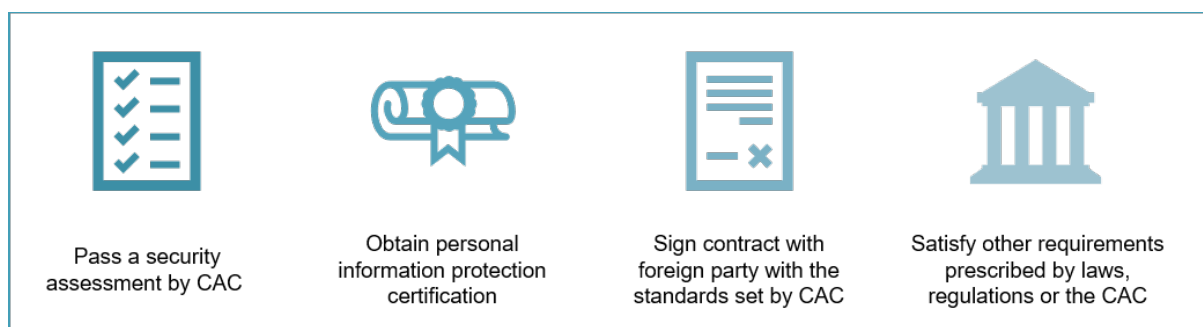 Pass a security
assessment by CAC
Obtain personal
information protection
certification
Sign contract with
foreign party with the
standards set by CAC
Satisfy other requirements
prescribed by laws,
regulations or the CAC